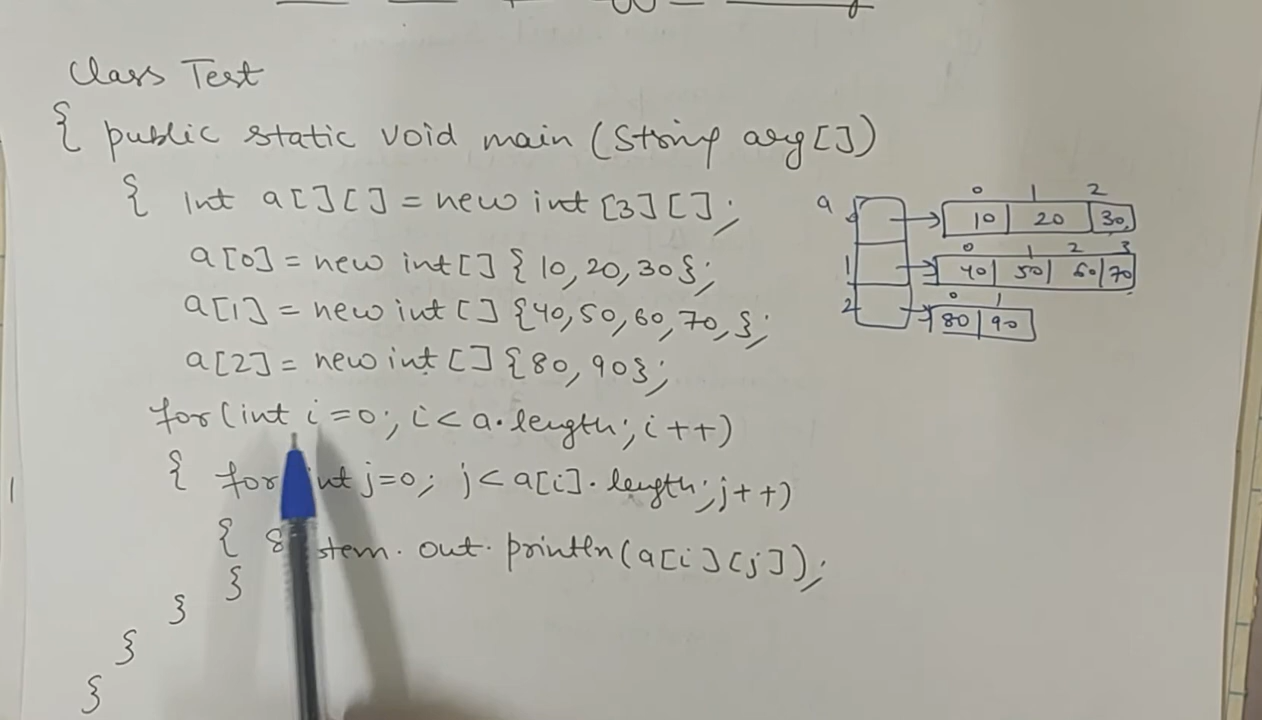 Class Test
{ public static void main (String arg[])
{ Int a[][] = new int [3][];
a[0] = new int[] {10,20,30};
a[1] = new int[] {40,50,60,70,};
a[2] = new int[] {80,90};
for(int i=0; i<a.length; i++)
{ for int j=0; j<a[i].length; j++)
{ System.out.println(a[i][j]);
}
}
}
}
a
0 1 2
10 20 30
1
0 1 2 3
40 50 60 70
2
0 1
80 90